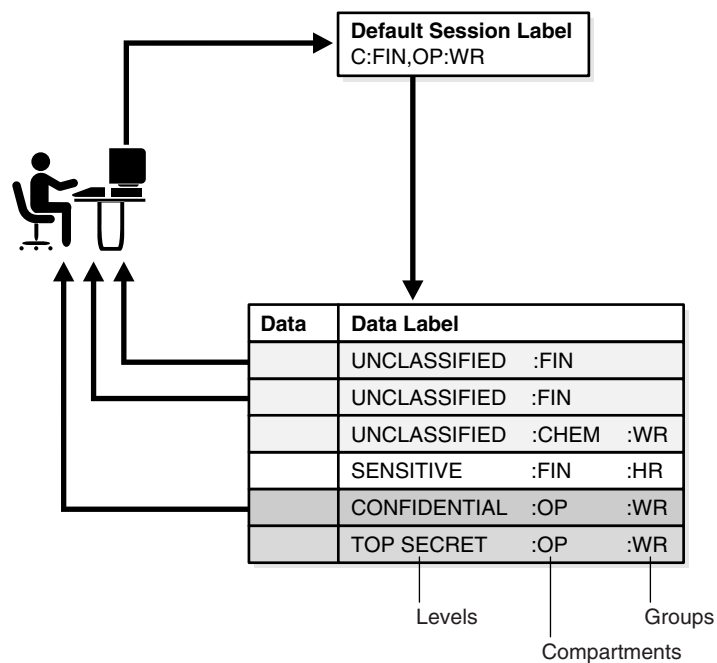 Default Session Label
C:FIN,OP:WR
Data Data Label
UNCLASSIFIED :FIN
UNCLASSIFIED :FIN
UNCLASSIFIED :CHEM :WR
SENSITIVE :FIN :HR
CONFIDENTIAL :OP :WR
TOP SECRET :OP :WR
Levels Groups
Compartments